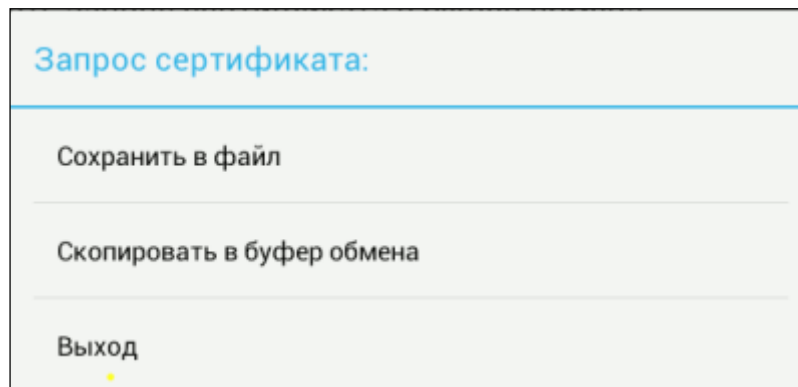 Запрос сертификата:
Сохранить в файл
Скопировать в буфер обмена
Выход